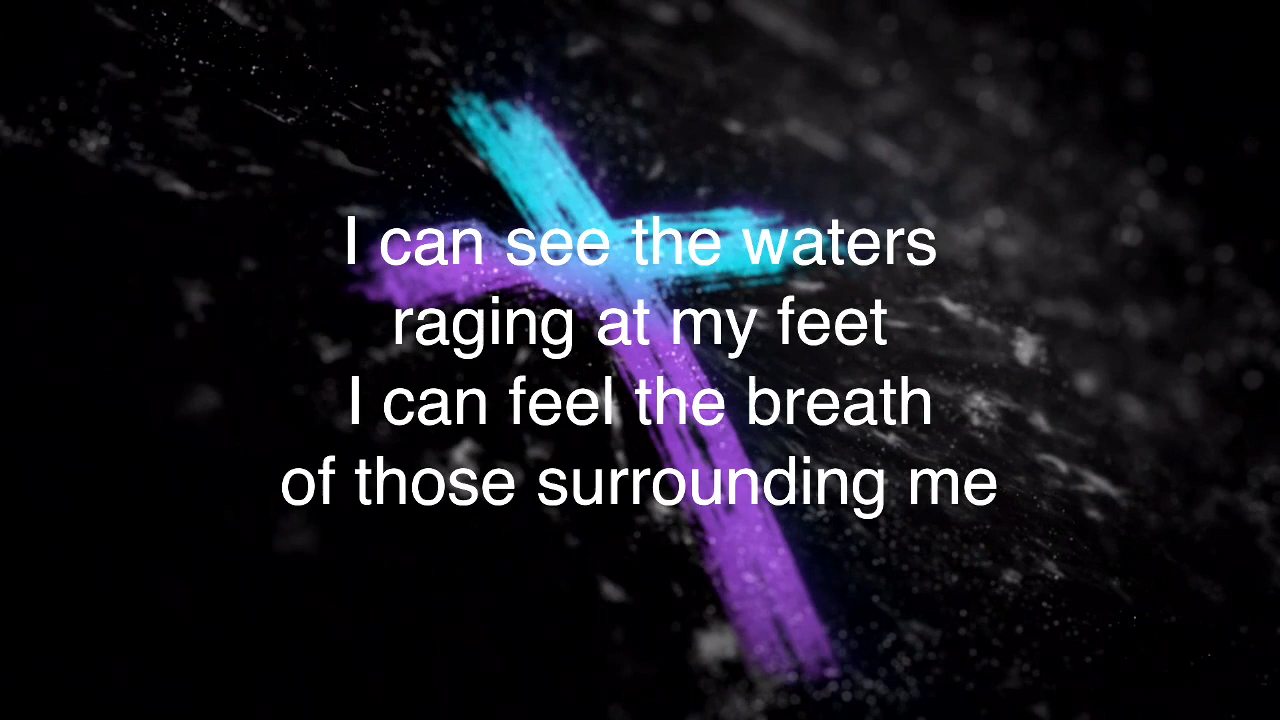 I can see the waters
raging at my feet
I can feel the breath
of those surrounding me